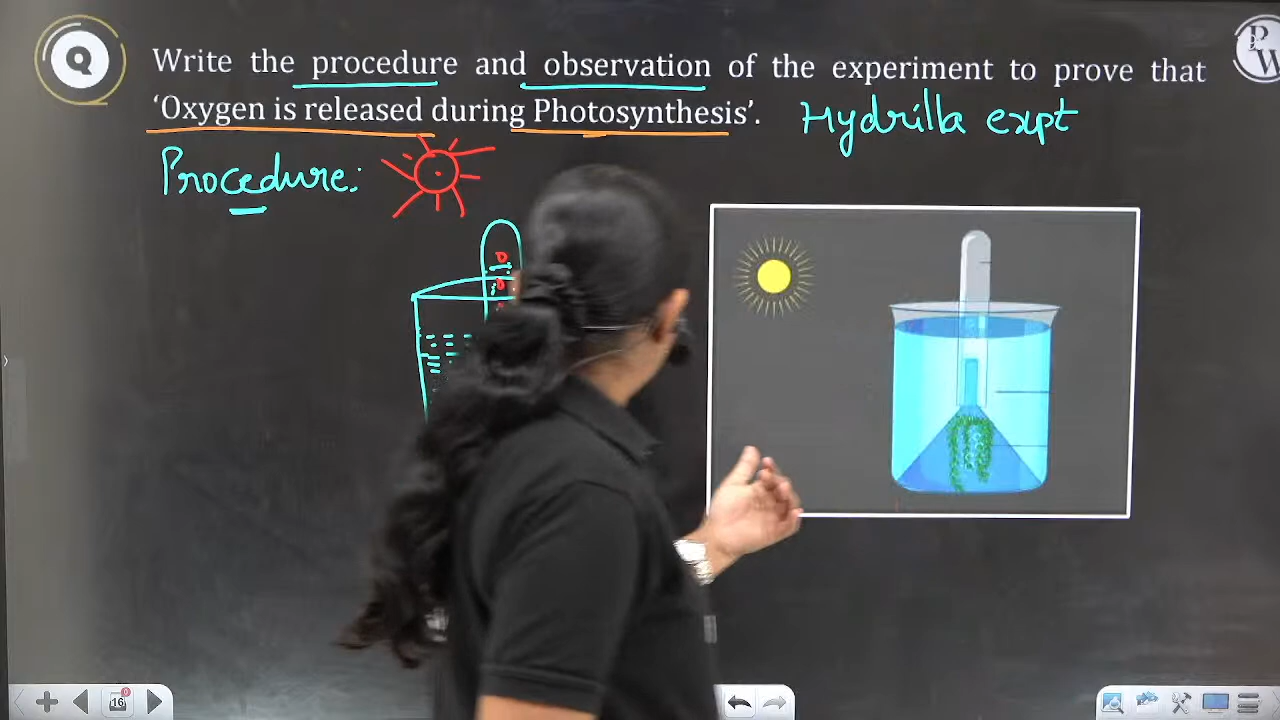 Q
Write the procedure and observation of the experiment to prove that
'Oxygen is released during Photosynthesis'. Hydrilla expt
P
W
Procedure:
16